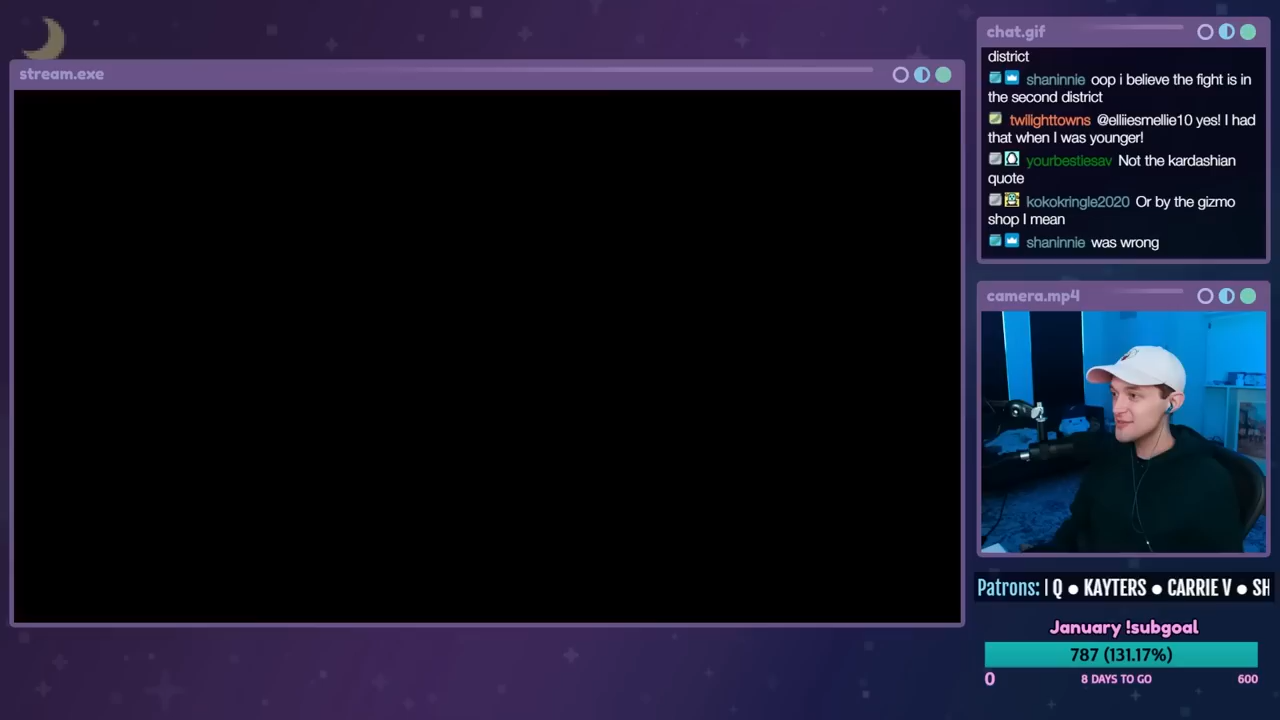 stream.exe
chat.gif
district
shaninnie oop i believe the fight is in
the second district
twilighttowns @elliiesmellie10 yes! I had
that when I was younger!
yourbestiesav Not the kardashian
quote
kokokringle2020 Or by the gizmo
shop I mean
shaninnie was wrong
camera.mp4
Patrons: Q ● KAYTERS ● CARRIE V ● SH
January !subgoal
787 (131.17%)
0 8 DAYS TO GO 600